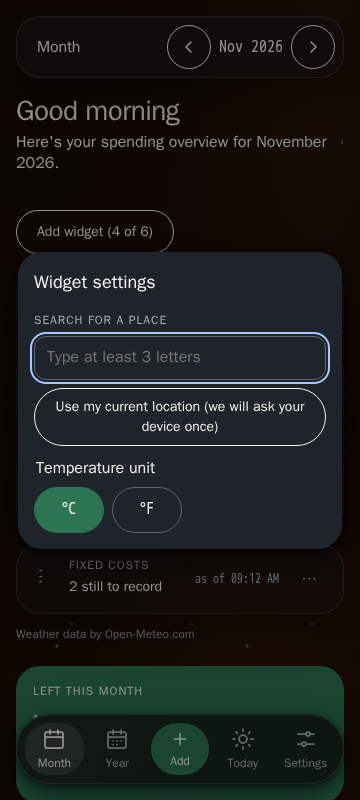 Month
Nov 2026
Good morning
Here's your spending overview for November
2026.
Add widget (4 of 6)
Widget settings
SEARCH FOR A PLACE
Type at least 3 letters
Use my current location (we will ask your
device once)
Temperature unit
°C
°F
FIXED COSTS
2 still to record
as of 09:12 AM
Weather data by Open-Meteo.com
LEFT THIS MONTH
Month
Year
Add
Today
Settings